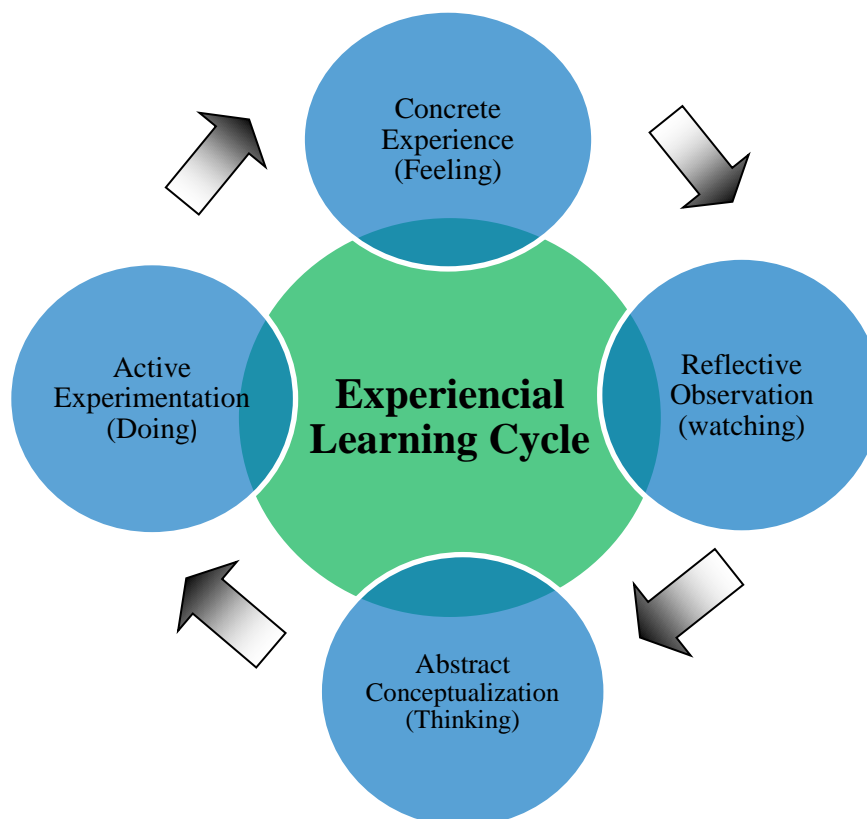 Concrete
Experience
(Feeling)
Active
Experimentation
(Doing)
Experiencial
Learning Cycle
Reflective
Observation
(watching)
Abstract
Conceptualization
(Thinking)